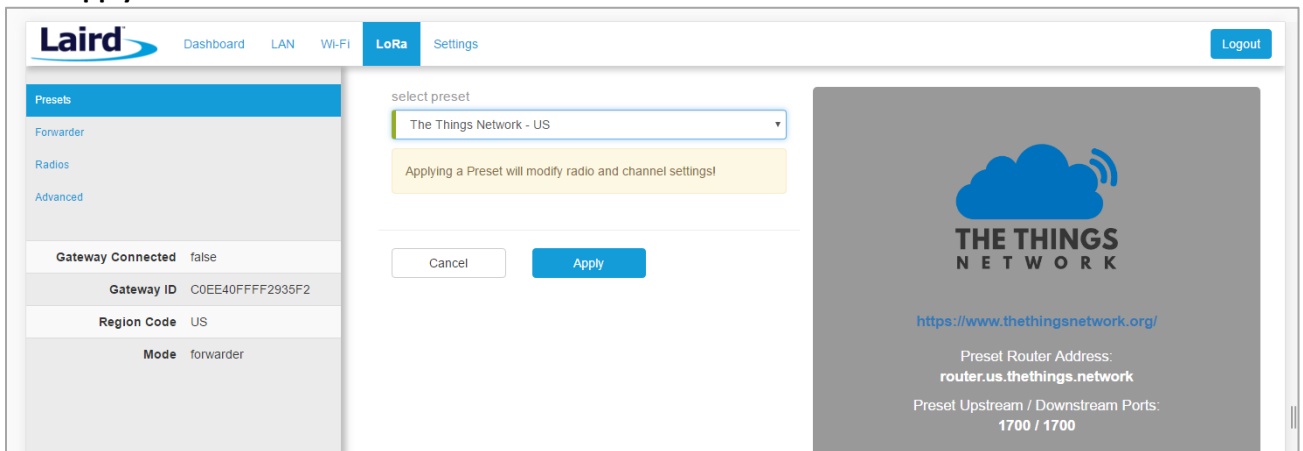 Laird
Dashboard LAN Wi-Fi LoRa Settings Logout
Presets
Forwarder
Radios
Advanced
Gateway Connected false
Gateway ID C0EE40FFFF2935F2
Region Code US
Mode forwarder
select preset
The Things Network - US
Applying a Preset will modify radio and channel settings!
Cancel Apply
THE THINGS
NETWORK
https://www.thethingsnetwork.org/
Preset Router Address:
router.us.thethings.network
Preset Upstream / Downstream Ports:
1700 / 1700